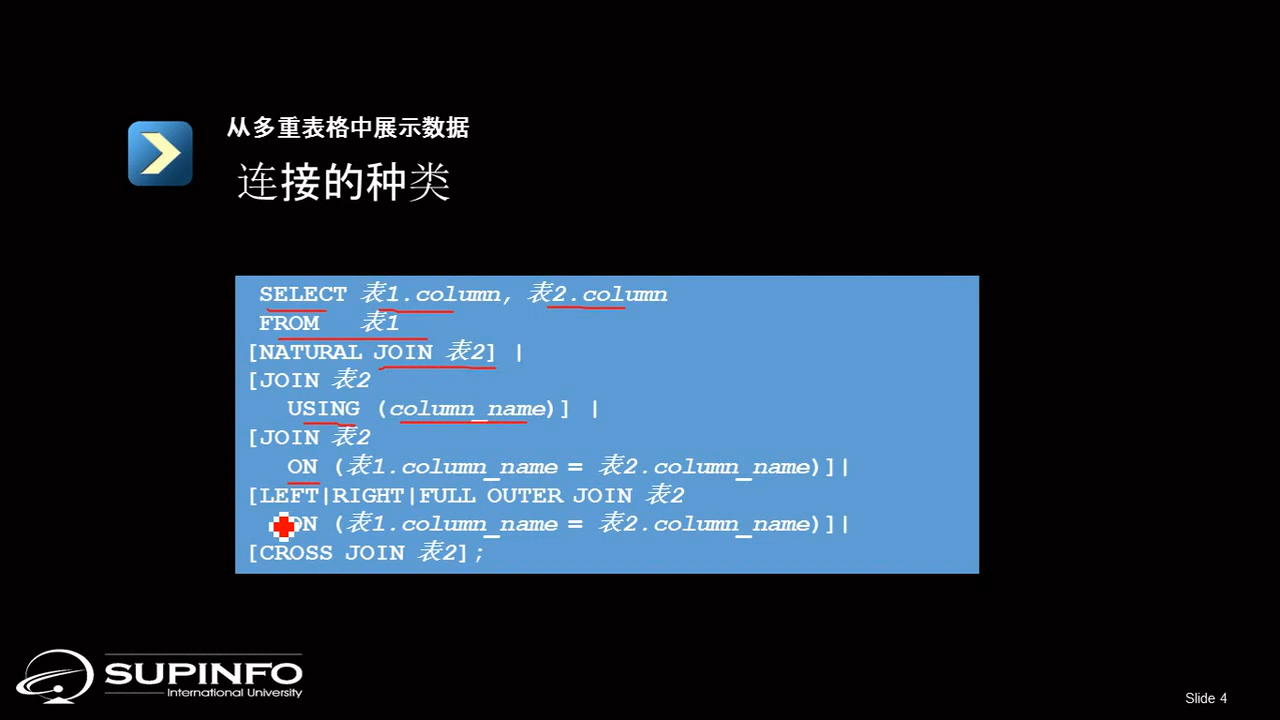 从多重表格中展示数据
连接的种类
SELECT 表1.column, 表2.column
FROM 表1
[NATURAL JOIN 表2] |
[JOIN 表2
USING (column_name)] |
[JOIN 表2
ON (表1.column_name = 表2.column_name)]|
[LEFT|RIGHT|FULL OUTER JOIN 表2
ON (表1.column_name = 表2.column_name)]|
[CROSS JOIN 表2];
SUPINFO
International University
Slide 4